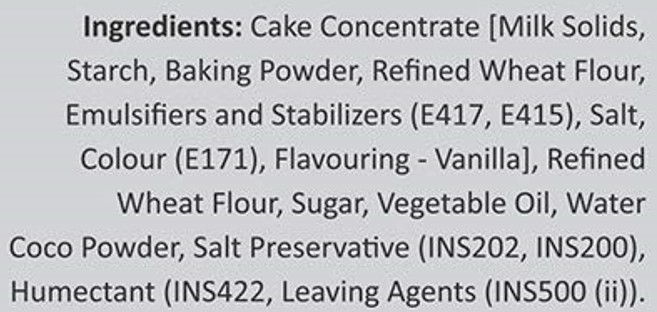 Ingredients: Cake Concentrate [Milk Solids,
Starch, Baking Powder, Refined Wheat Flour,
Emulsifiers and Stabilizers (E417, E415), Salt,
Colour (E171), Flavouring - Vanilla], Refined
Wheat Flour, Sugar, Vegetable Oil, Water
Coco Powder, Salt Preservative (INS202, INS200),
Humectant (INS422, Leaving Agents (INS500 (ii)).